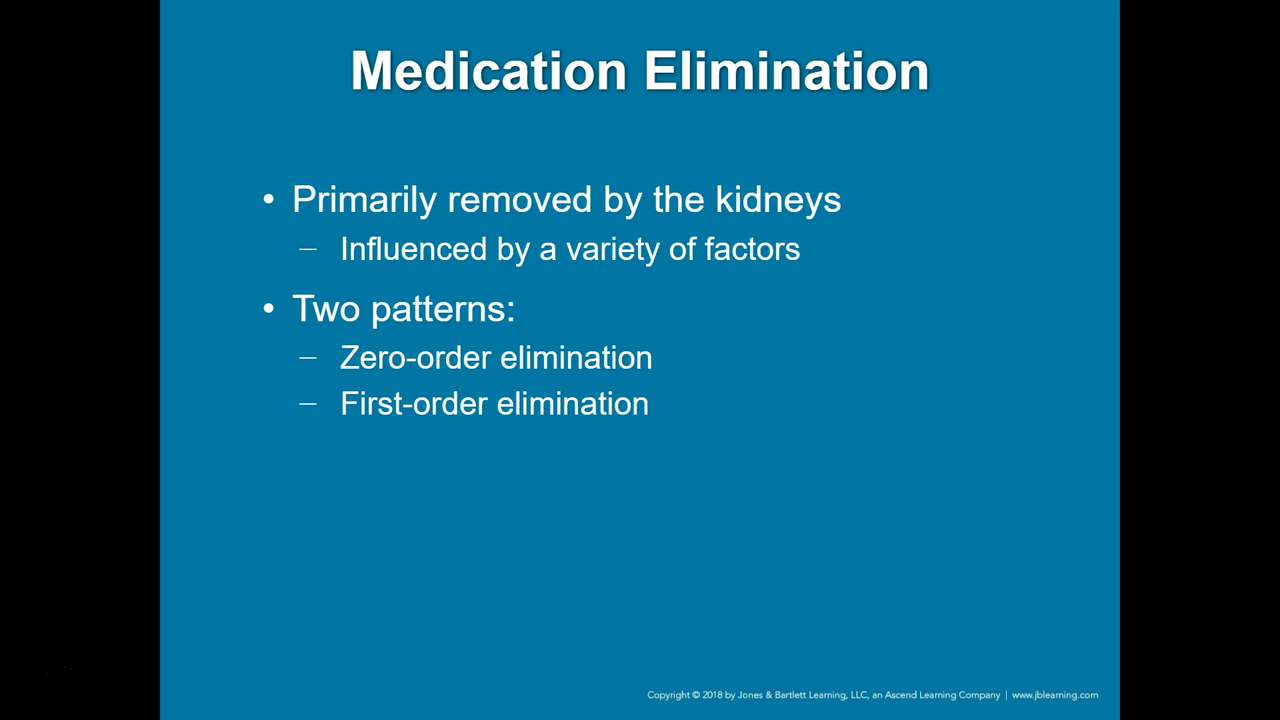 Medication Elimination
• Primarily removed by the kidneys
– Influenced by a variety of factors
• Two patterns:
– Zero-order elimination
– First-order elimination
Copyright © 2018 by Jones & Bartlett Learning, LLC, an Ascend Learning Company | www.jblearning.com